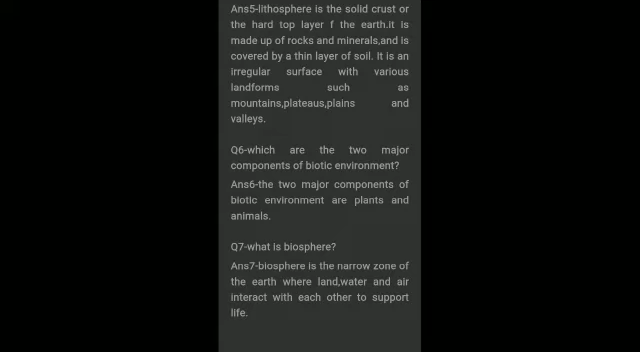 Ans5-lithosphere is the solid crust or
the hard top layer f the earth.it is
made up of rocks and minerals,and is
covered by a thin layer of soil. It is an
irregular surface with various
landforms such as
mountains,plateaus,plains and
valleys.
Q6-which are the two major
components of biotic environment?
Ans6-the two major components of
biotic environment are plants and
animals.
Q7-what is biosphere?
Ans7-biosphere is the narrow zone of
the earth where land,water and air
interact with each other to support
life.